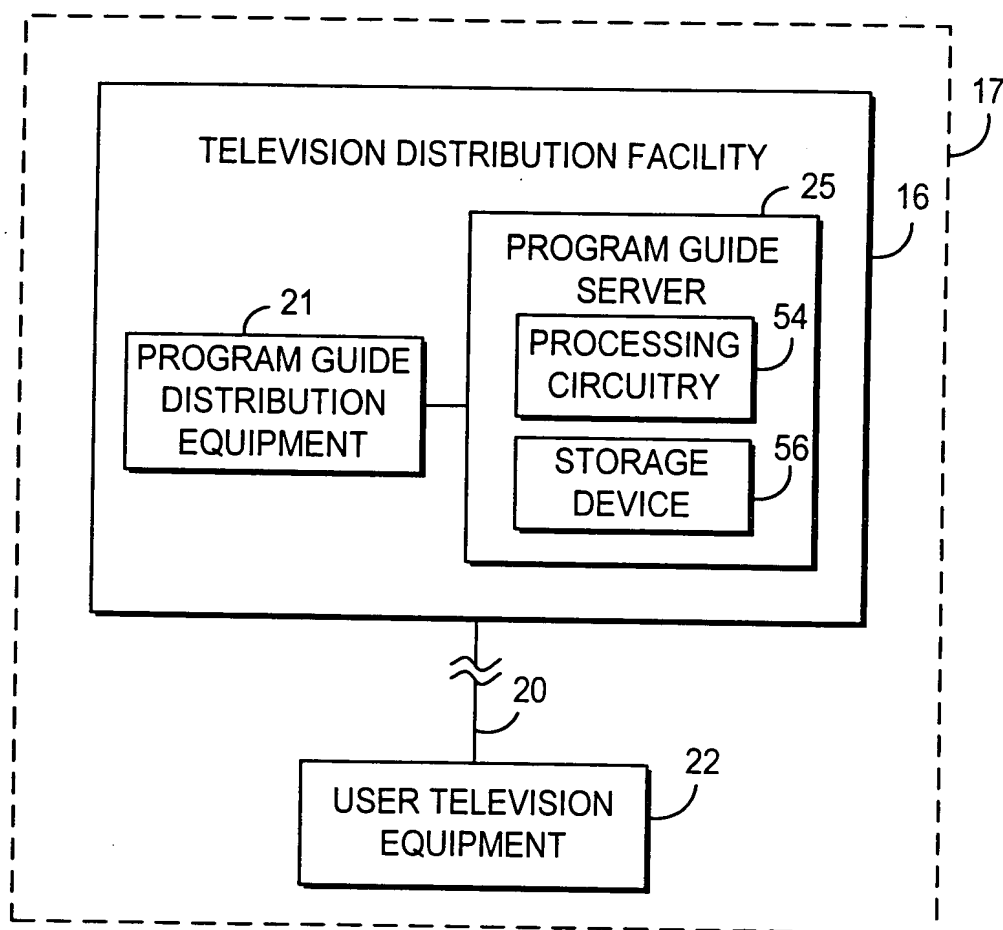 17
TELEVISION DISTRIBUTION FACILITY
16
25
PROGRAM GUIDE
SERVER
21
PROGRAM GUIDE
DISTRIBUTION
EQUIPMENT
54
PROCESSING
CIRCUITRY
56
STORAGE
DEVICE
20
22
USER TELEVISION
EQUIPMENT